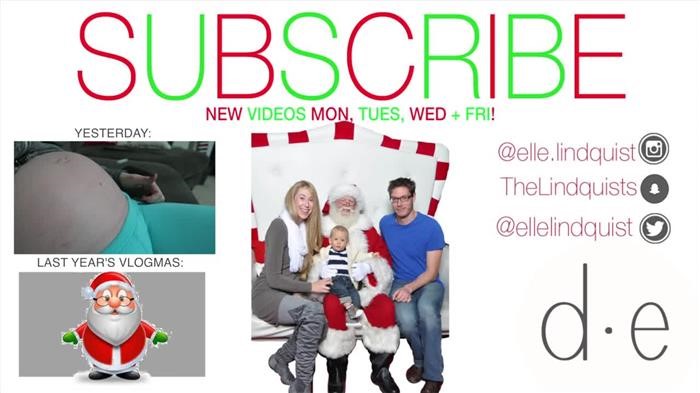 SUBSCRIBE
NEW VIDEOS MON, TUES, WED + FRI!
YESTERDAY:
LAST YEAR'S VLOGMAS:
@elle.lindquist
TheLindquists
@ellelindquist
d·e